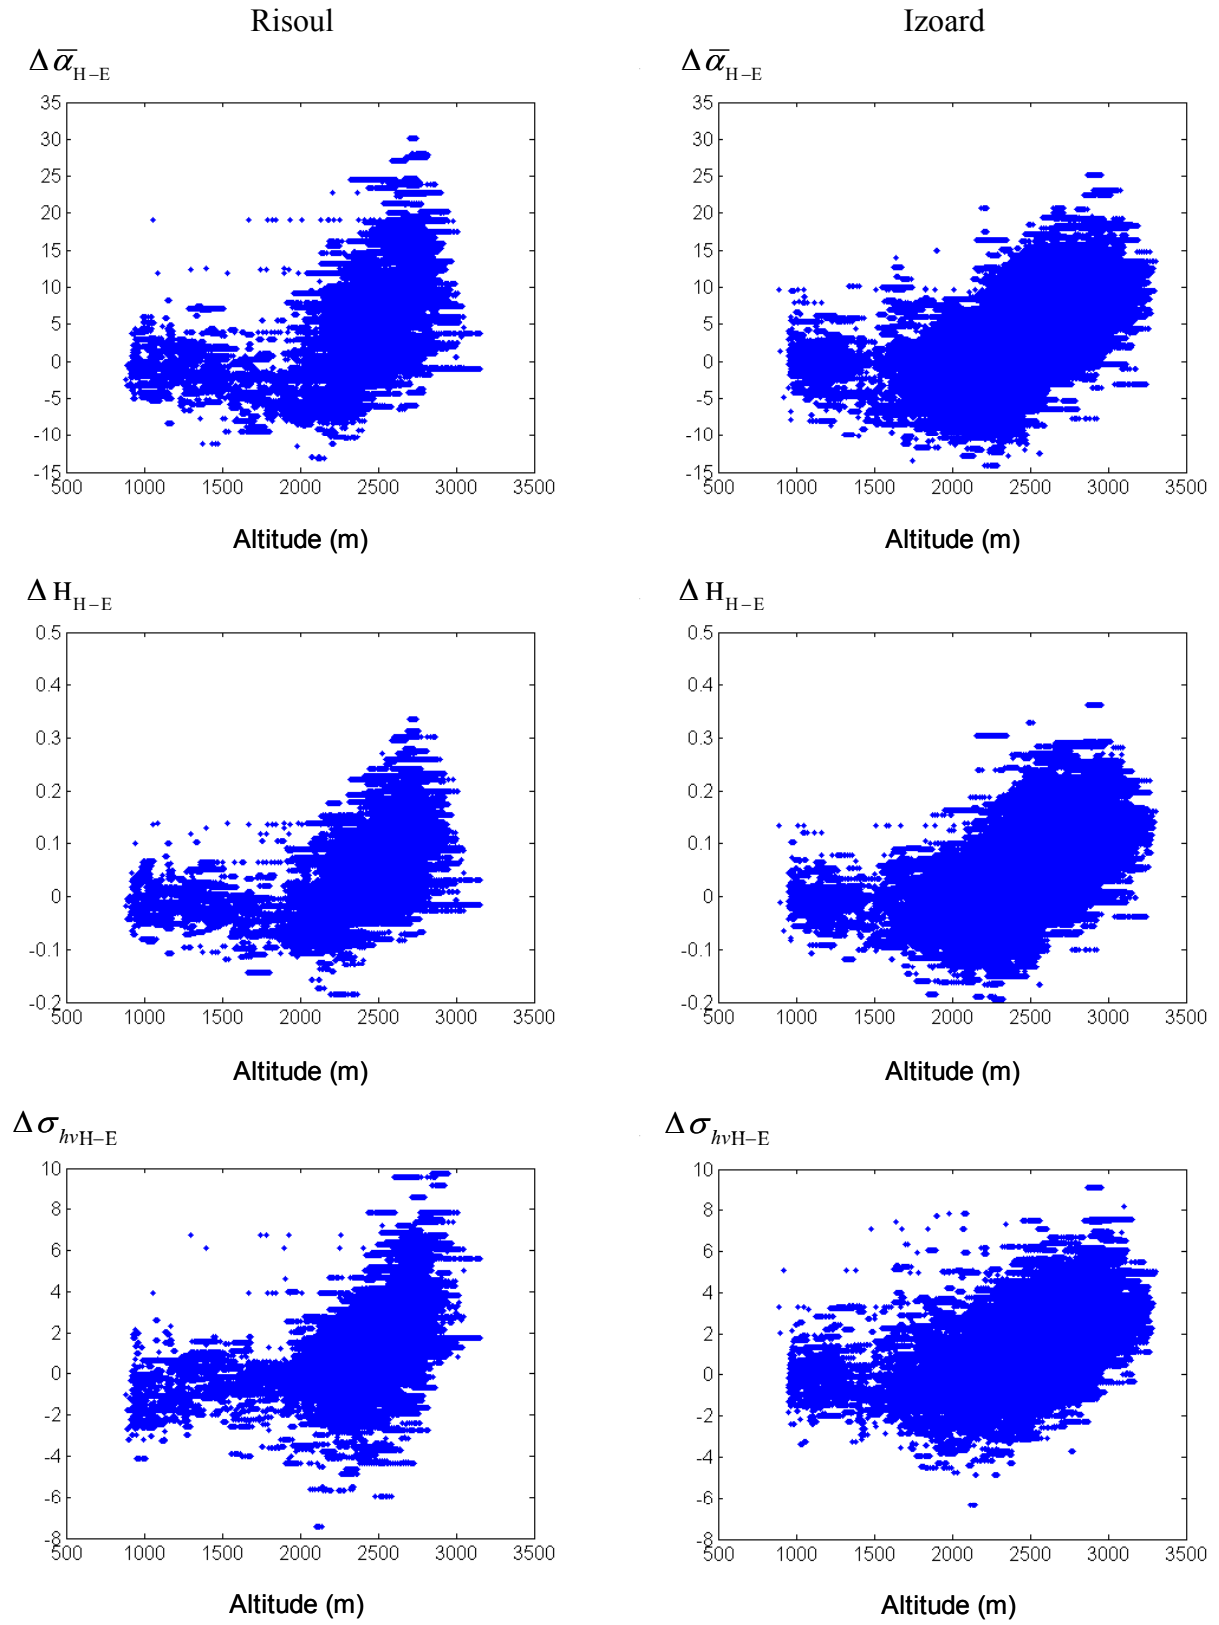 Risoul Izoard
Δ ᾱ H−E Δ ᾱ H−E
35 35
30 30
25 25
20 20
15 15
10 10
5 5
0 0
-5 -5
-10 -10
-15 -15
500 1000 1500 2000 2500 3000 3500 500 1000 1500 2000 2500 3000 3500
Altitude (m) Altitude (m)
Δ H H−E Δ H H−E
0.5 0.5
0.4 0.4
0.3 0.3
0.2 0.2
0.1 0.1
0 0
-0.1 -0.1
-0.2 -0.2
500 1000 1500 2000 2500 3000 3500 500 1000 1500 2000 2500 3000 3500
Altitude (m) Altitude (m)
Δ σ hvH−E Δ σ hvH−E
10 10
8 8
6 6
4 4
2 2
0 0
-2 -2
-4 -4
-6 -6
-8 -8
500 1000 1500 2000 2500 3000 3500 500 1000 1500 2000 2500 3000 3500
Altitude (m) Altitude (m)